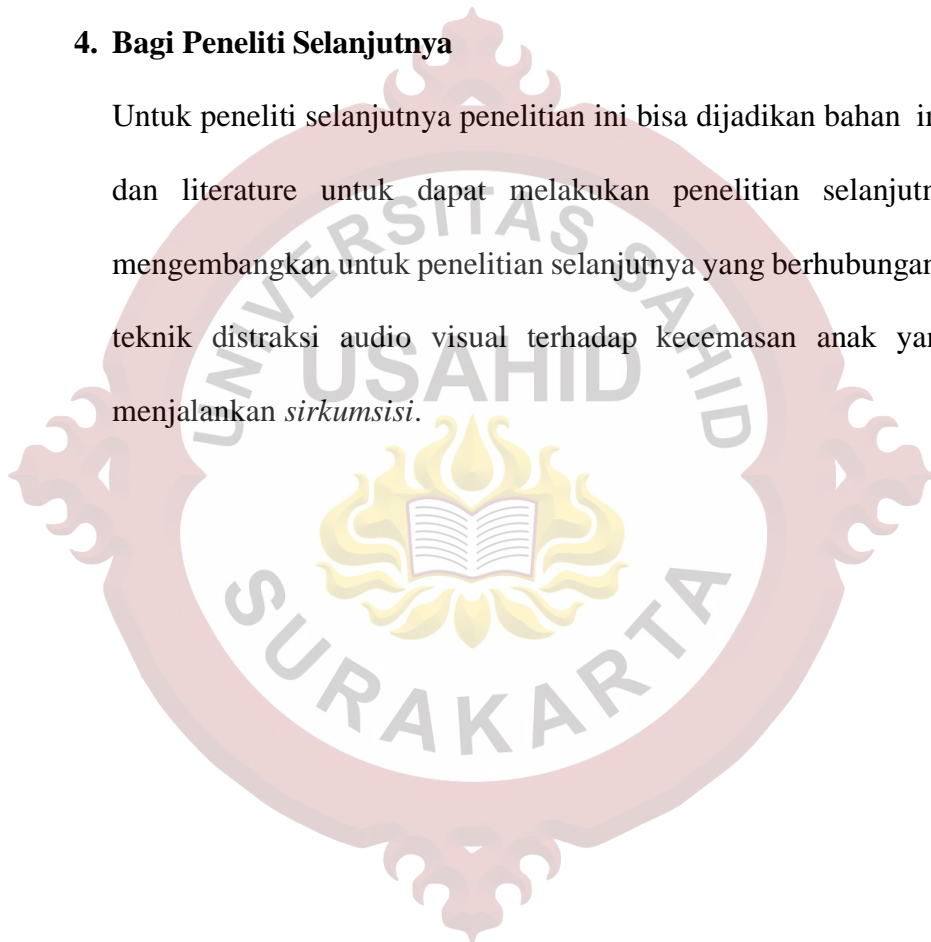 4. Bagi Peneliti Selanjutnya
Untuk peneliti selanjutnya penelitian ini bisa dijadikan bahan
dan literature untuk dapat melakukan penelitian
mengembangkan untuk penelitian selanjutnya yang berhubungan
teknik distraksi audio visual terhadap kecemasan anak
menjalankan sirkumsisi.
UNIVERSITAS SAHID
USAHID
SURAKARTA